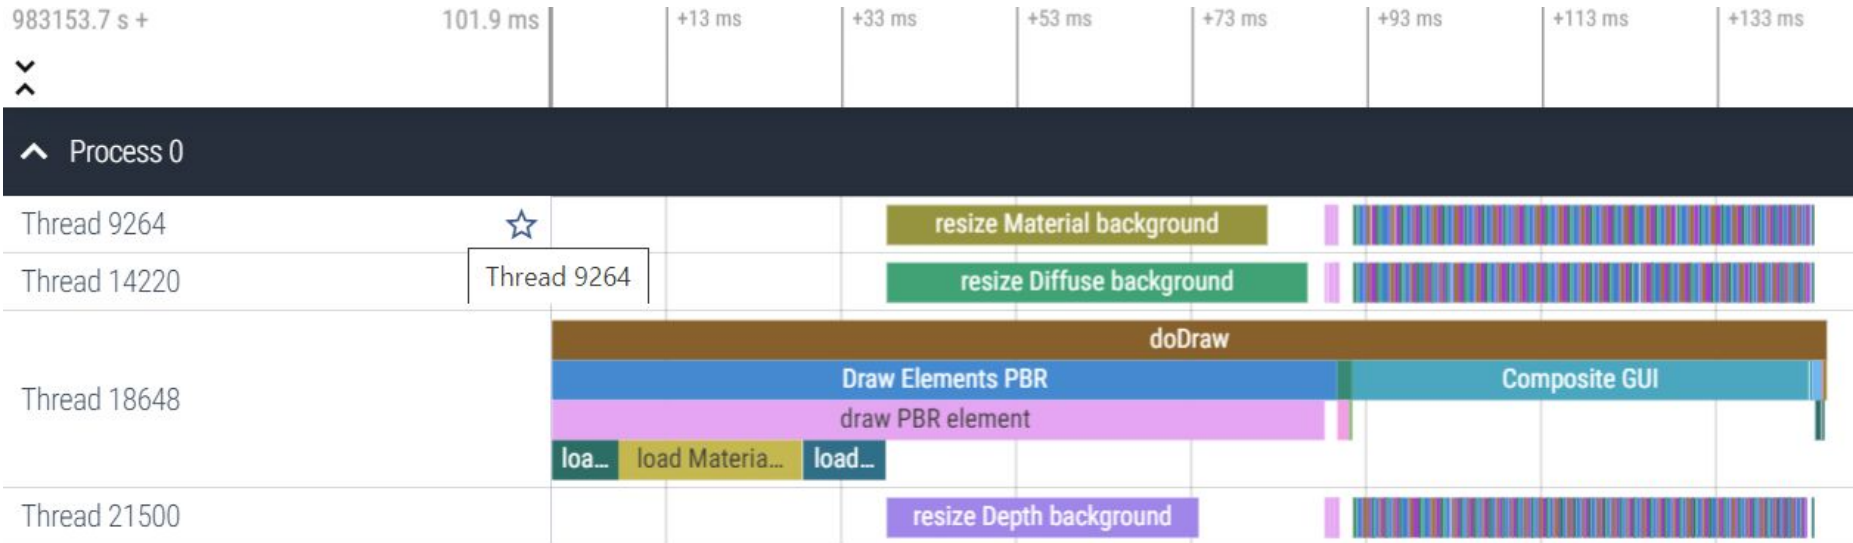 983153.7 s + 101.9 ms +13 ms +33 ms +53 ms +73 ms +93 ms +113 ms +133 ms
Process 0
Thread 9264 resize Material background
Thread 9264
Thread 14220 resize Diffuse background
doDraw
Draw Elements PBR Composite GUI
Thread 18648
draw PBR element
loa... load Materia... load...
Thread 21500 resize Depth background